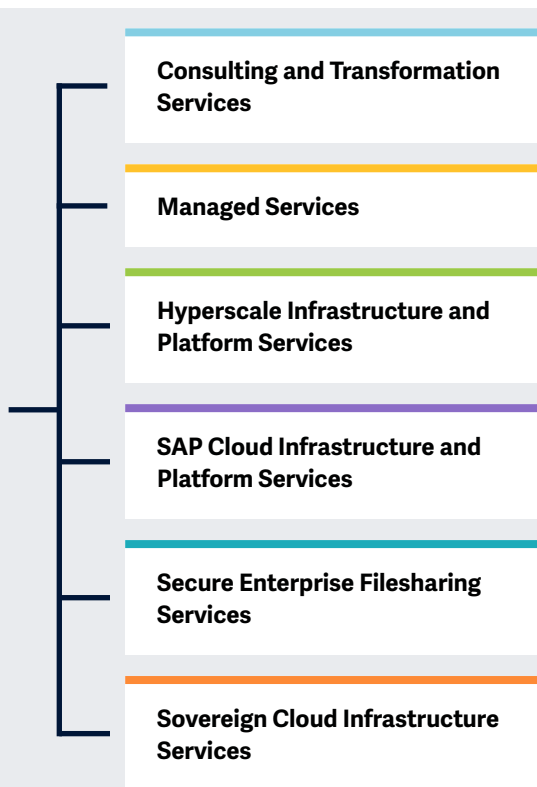 Consulting and Transformation
Services
Managed Services
Hyperscale Infrastructure and
Platform Services
SAP Cloud Infrastructure and
Platform Services
Secure Enterprise Filesharing
Services
Sovereign Cloud Infrastructure
Services